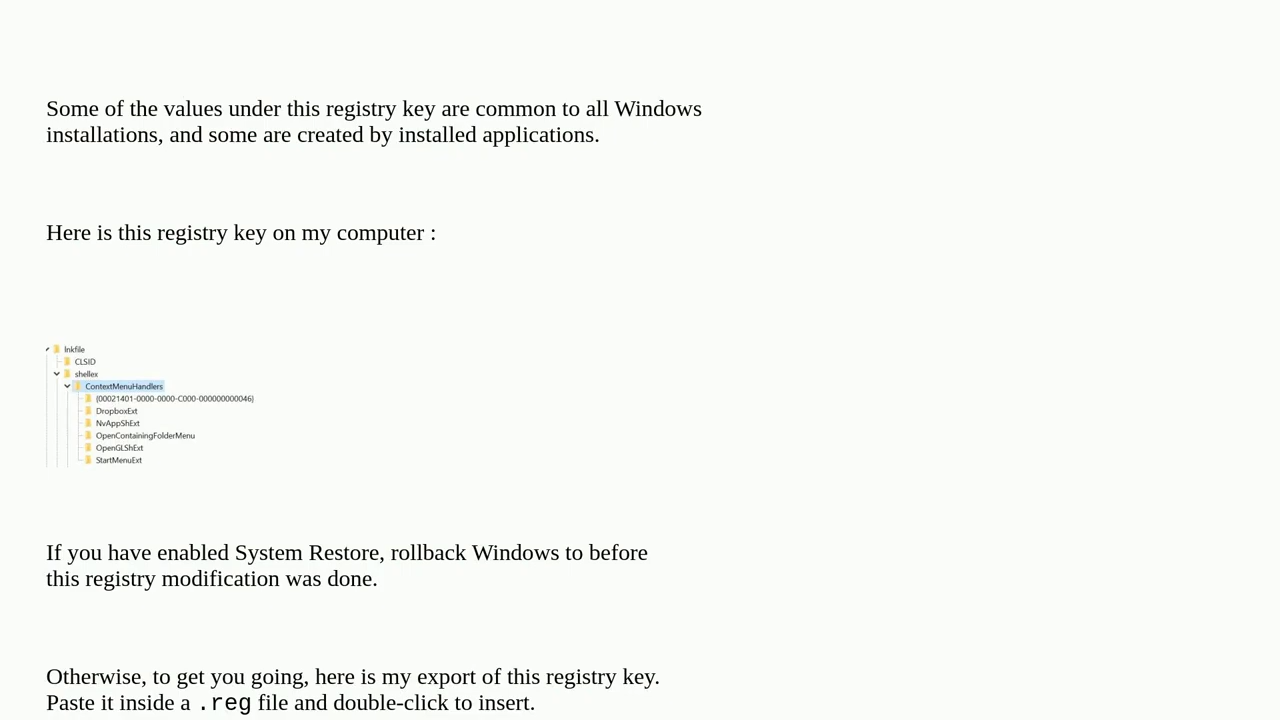 Some of the values under this registry key are common to all Windows
installations, and some are created by installed applications.
Here is this registry key on my computer :
lnkfile
CLSID
shellex
ContextMenuHandlers
{00021401-0000-0000-C000-000000000046}
DropboxExt
NvAppShExt
OpenContainingFolderMenu
OpenGLShExt
StartMenuExt
If you have enabled System Restore, rollback Windows to before
this registry modification was done.
Otherwise, to get you going, here is my export of this registry key.
Paste it inside a .reg file and double-click to insert.